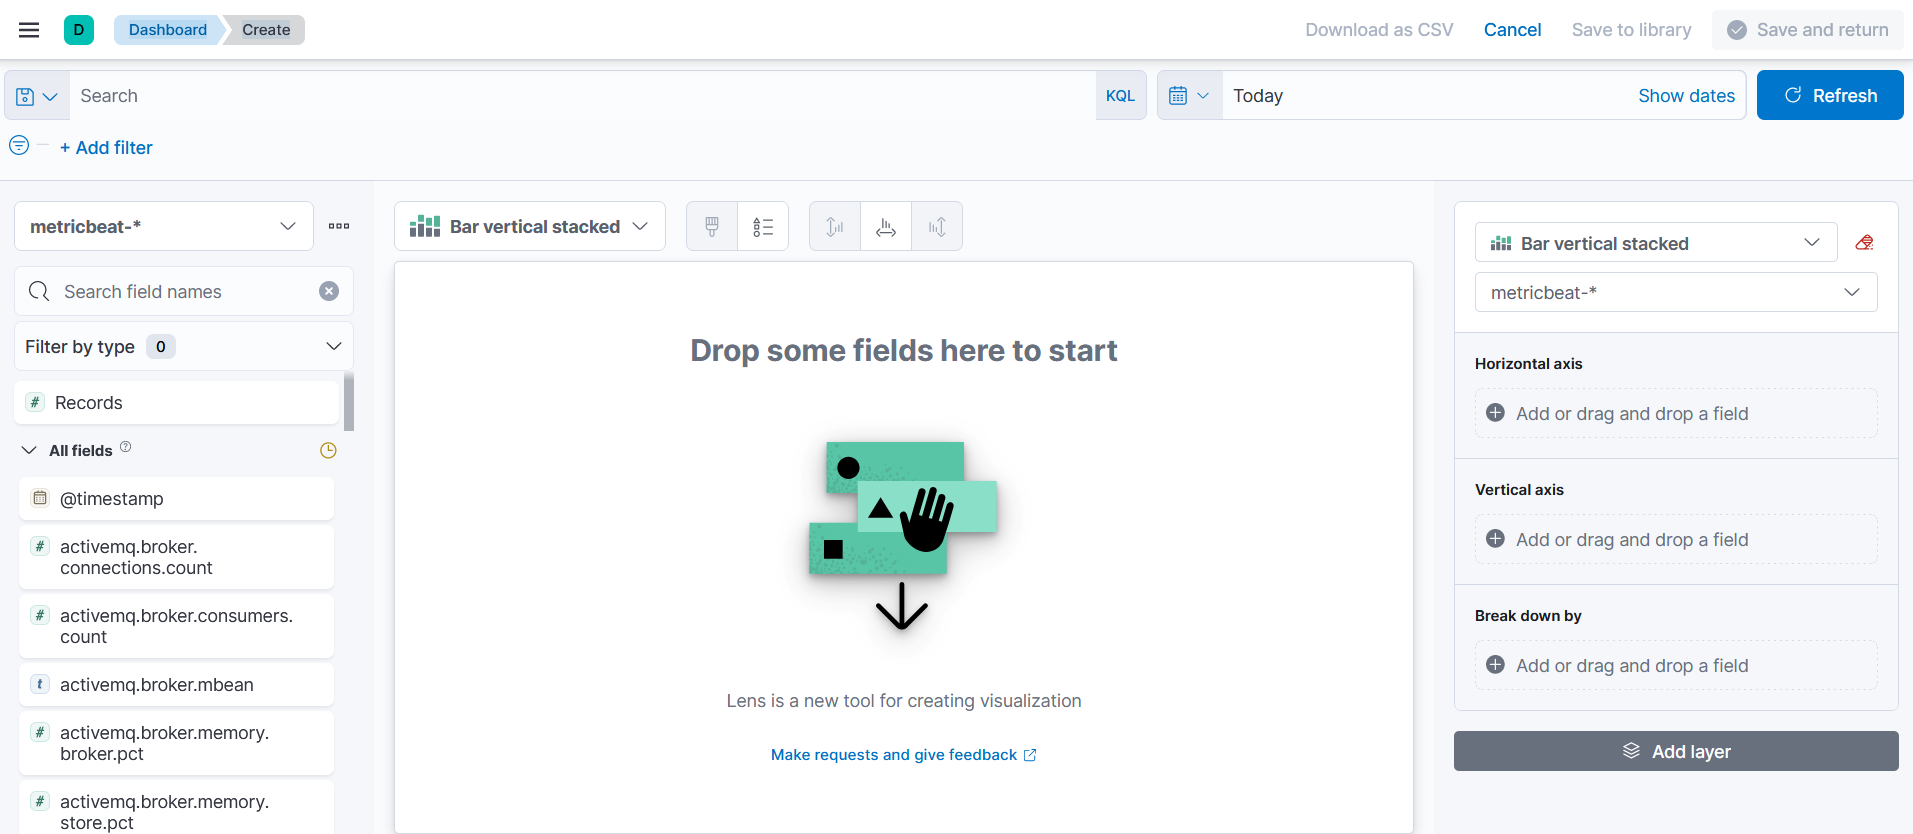 D
Dashboard
Create
Download as CSV
Cancel
Save to library
Save and return
Search
KQL
Today
Show dates
Refresh
+ Add filter
metricbeat-*
Search field names
Filter by type 0
# Records
All fields
@timestamp
# activemq.broker.
connections.count
# activemq.broker.consumers.
count
t activemq.broker.mbean
# activemq.broker.memory.
broker.pct
# activemq.broker.memory.
store.pct
Bar vertical stacked
Drop some fields here to start
Lens is a new tool for creating visualization
Make requests and give feedback
Bar vertical stacked
metricbeat-*
Horizontal axis
Add or drag and drop a field
Vertical axis
Add or drag and drop a field
Break down by
Add or drag and drop a field
Add layer